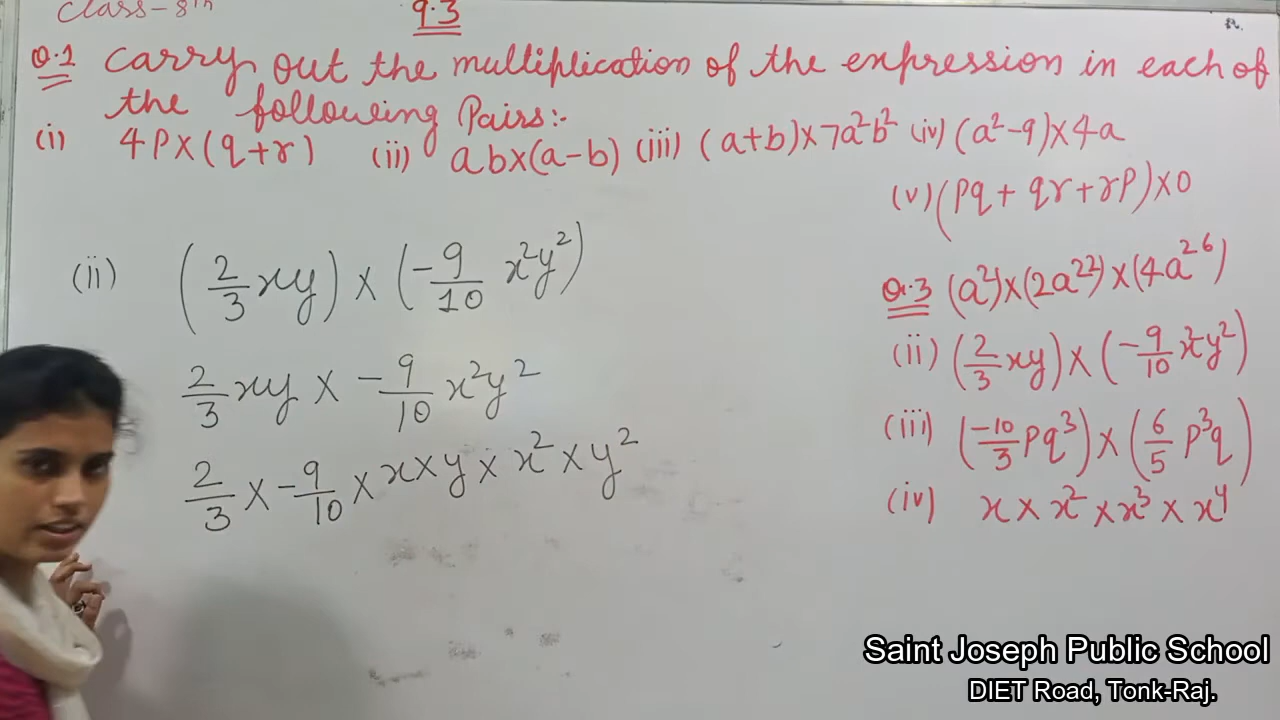 Class-8th
9.3
Q.1 Carry out the multiplication of the expression in each of
the following Pairs:-
(i) 4P×(q+r) (ii) ab×(a-b) (iii) (a+b)×7a²b² (iv) (a²-9)×4a
(v) (Pq + qr + rP)×0
(ii) (2/3 xy) × (-9/10 x²y²)
2/3 xy × -9/10 x²y²
2/3 × -9/10 × x×y × x² × y²
Q.3 (a²)×(2a²²)×(4a²⁶)
(ii) (2/3 xy) × (-9/10 x²y²)
(iii) (-10/3 Pq³) × (6/5 P³q)
(iv) x × x² × x³ × x⁴
Saint Joseph Public School
DIET Road, Tonk-Raj.